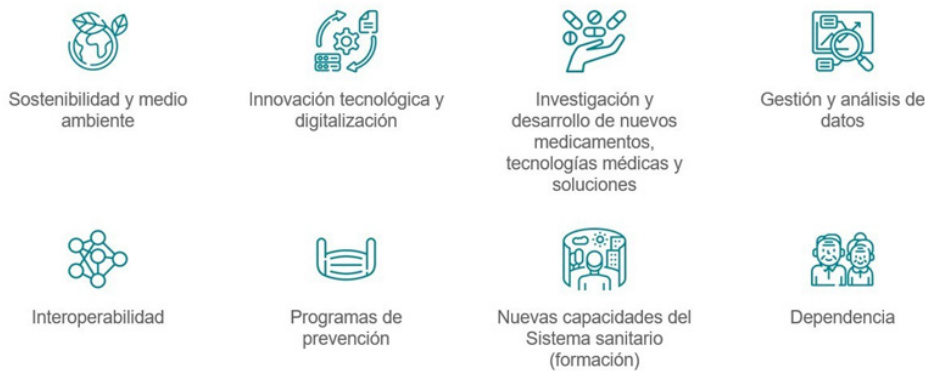 Sostenibilidad y medio
ambiente
Innovación tecnológica y
digitalización
Investigación y
desarrollo de nuevos
medicamentos,
tecnologías médicas y
soluciones
Gestión y análisis de
datos
Interoperabilidad
Programas de
prevención
Nuevas capacidades del
Sistema sanitario
(formación)
Dependencia